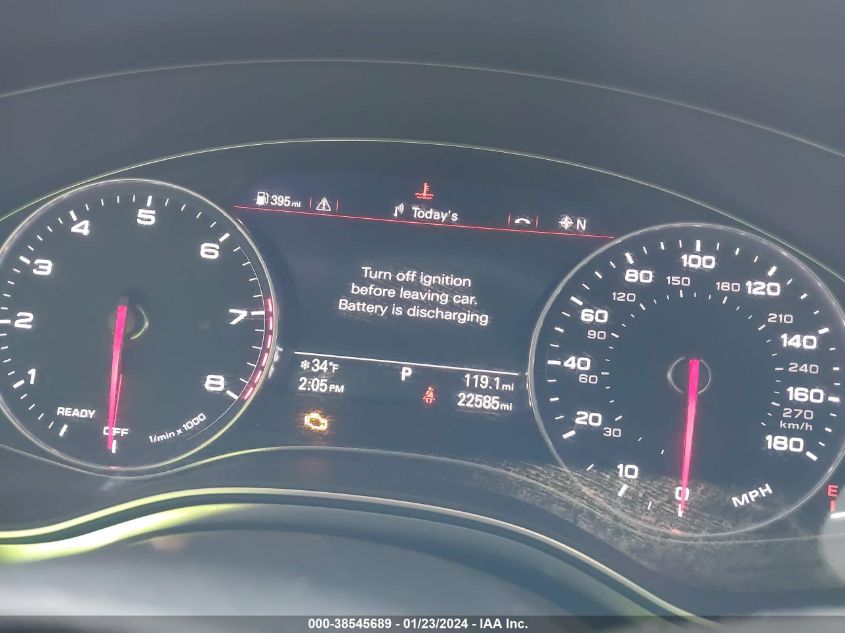 395 mi
Today's
N
Turn off ignition
before leaving car.
Battery is discharging
34°F
P
119.1 mi
2:05 PM
22585 mi
1
2
3
4
5
6
7
8
READY
OFF
1/min x 1000
0
10
20
40
60
80
100
120
140
160
180
30
60
90
120
150
180
210
240
270
km/h
MPH
E
000-38545689 - 01/23/2024 - IAA Inc.